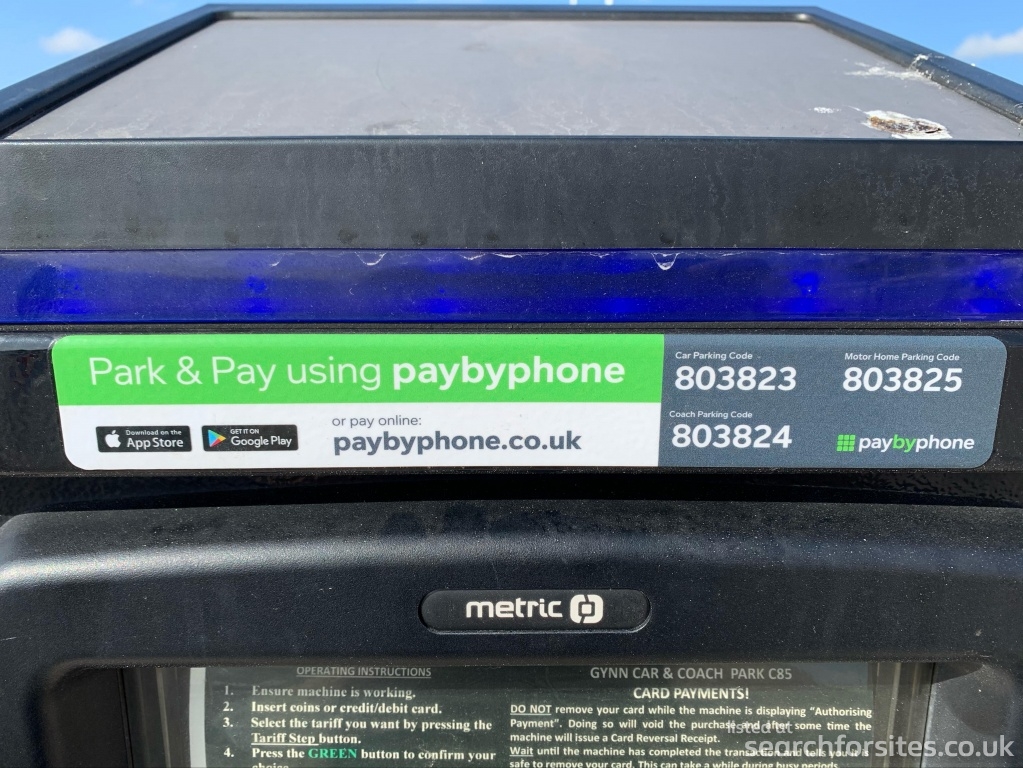 Park & Pay using paybyphone
Download on the
App Store
GET IT ON
Google Play
or pay online:
paybyphone.co.uk
Car Parking Code
803823
Motor Home Parking Code
803825
Coach Parking Code
803824
paybyphone
metric
OPERATING INSTRUCTIONS
1. Ensure machine is working.
2. Insert coins or credit/debit card.
3. Select the tariff you want by pressing the
Tariff Step button.
4. Press the GREEN button to confirm your
choice
GYNN CAR & COACH PARK C85
CARD PAYMENTS!
DO NOT remove your card while the machine is displaying “Authorising
Payment”. Doing so will void the purchase and after some time the
machine will issue a Card Reversal Receipt.
Wait until the machine has completed the transaction and tells you it is
safe to remove your card. This can take a while during busy periods.
listed at
searchforsites.co.uk